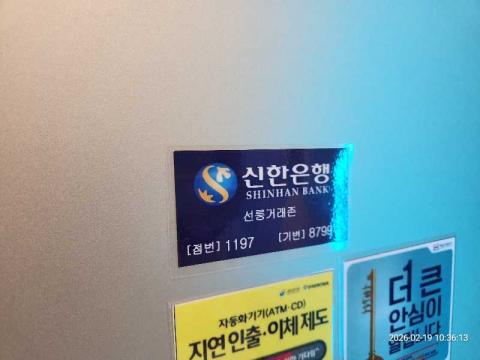 신한은행
SHINHAN BANK
선릉거래존
[점번] 1197 [기번] 8799
자동화기기(ATM·CD)
지연 인출·이체 제도
더 큰
안심이
2026-02-19 10:36:13